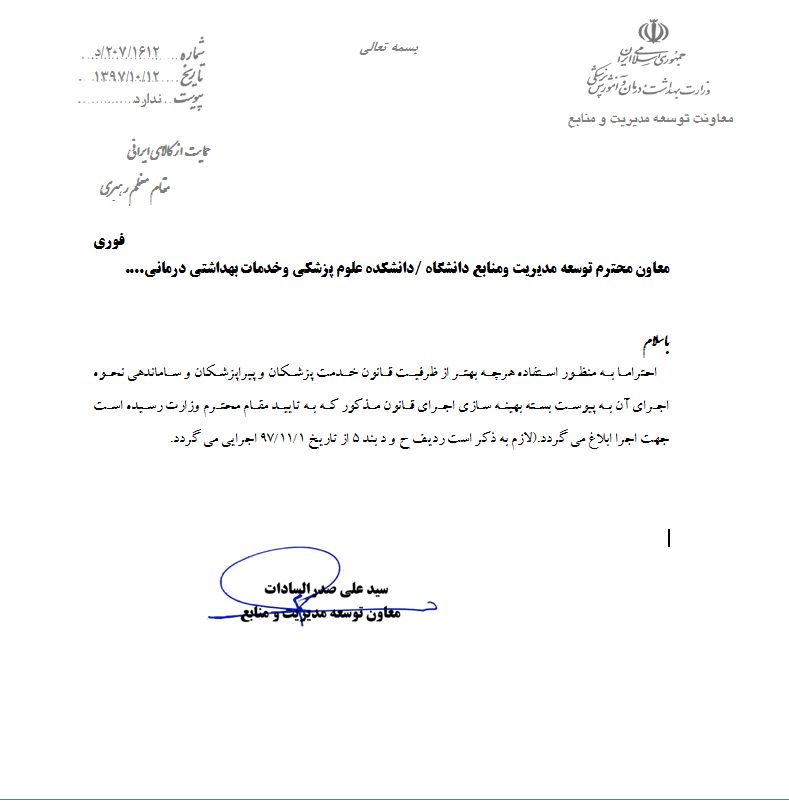 بسمه تعالی
جمهوری اسلامی ایران
وزارت بهداشت درمان و آموزش پزشکی
معاونت توسعه مدیریت و منابع
شماره ۲۰۷/۱۶۱۲/د
تاریخ ۱۳۹۷/۱۰/۱۲
پیوست ندارد
حمایت از کالای ایرانی
مقام معظم رهبری
فوری
معاون محترم توسعه مدیریت ومنابع دانشگاه /دانشکده علوم پزشکی وخدمات بهداشتی درمانی....
باسلام
احتراما به منظور استفاده هرچه بهتر از ظرفیت قانون خدمت پزشکان و پیراپزشکان و ساماندهی نحوه
اجرای آن به پیوست بسته بهینه سازی اجرای قانون مذکور که به تایید مقام محترم وزارت رسیده است
جهت اجرا ابلاغ می گردد.(لازم به ذکر است ردیف ح و د بند ۵ از تاریخ ۹۷/۱۱/۱ اجرایی می گردد.
سید علی صدرالسادات
معاون توسعه مدیریت و منابع